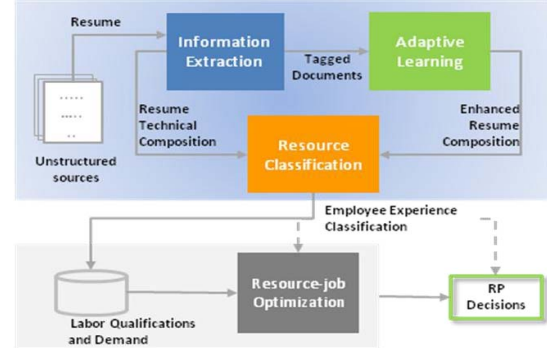 Resume
Information
Extraction
Tagged
Documents
Adaptive
Learning
Unstructured
sources
Resume
Technical
Composition
Resource
Classification
Enhanced
Resume
Composition
Employee Experience
Classification
Labor Qualifications
and Demand
Resource-job
Optimization
RP
Decisions